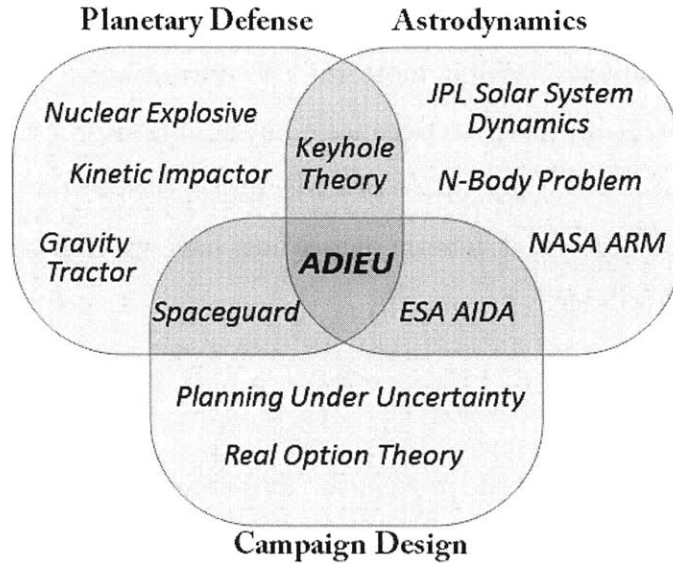 Planetary Defense
Astrodynamics
Nuclear Explosive
JPL Solar System
Dynamics
Keyhole
Theory
Kinetic Impactor
N-Body Problem
Gravity
Tractor
NASA ARM
ADIEU
Spaceguard
ESA AIDA
Planning Under Uncertainty
Real Option Theory
Campaign Design